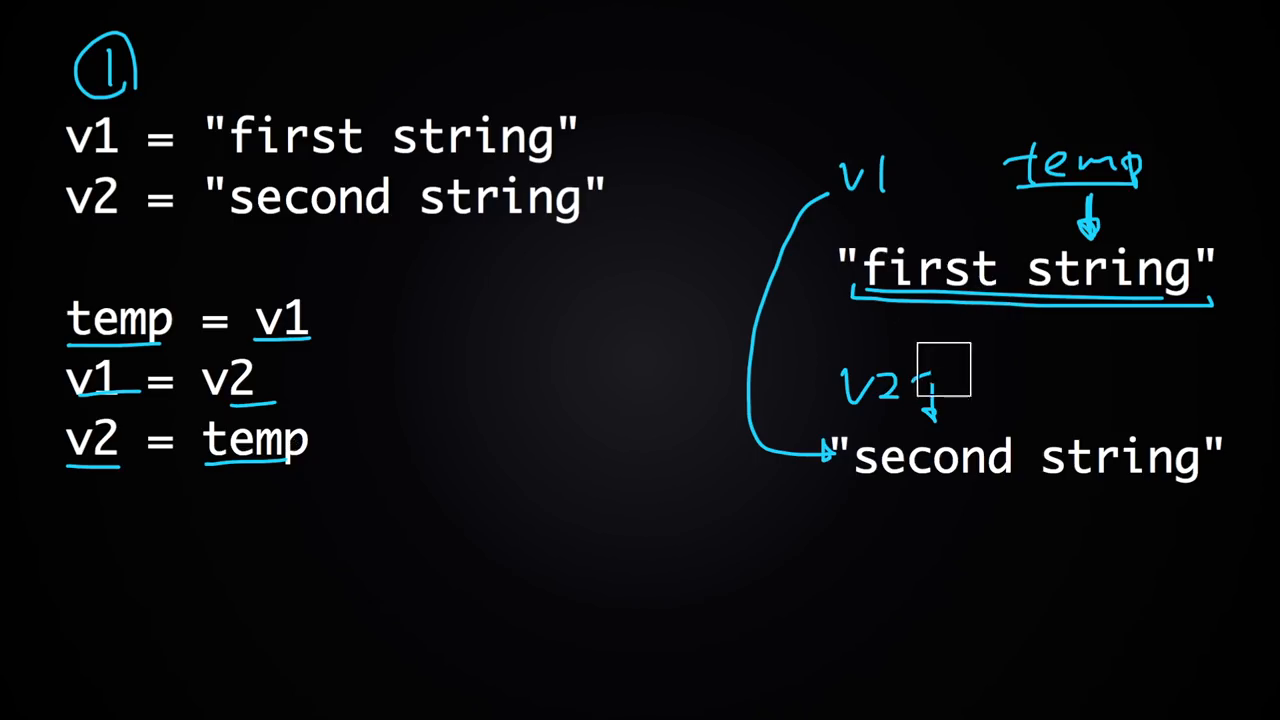 1
v1 = "first string"
v2 = "second string"
temp = v1
v1 = v2
v2 = temp
v1
temp
"first string"
v2
"second string"